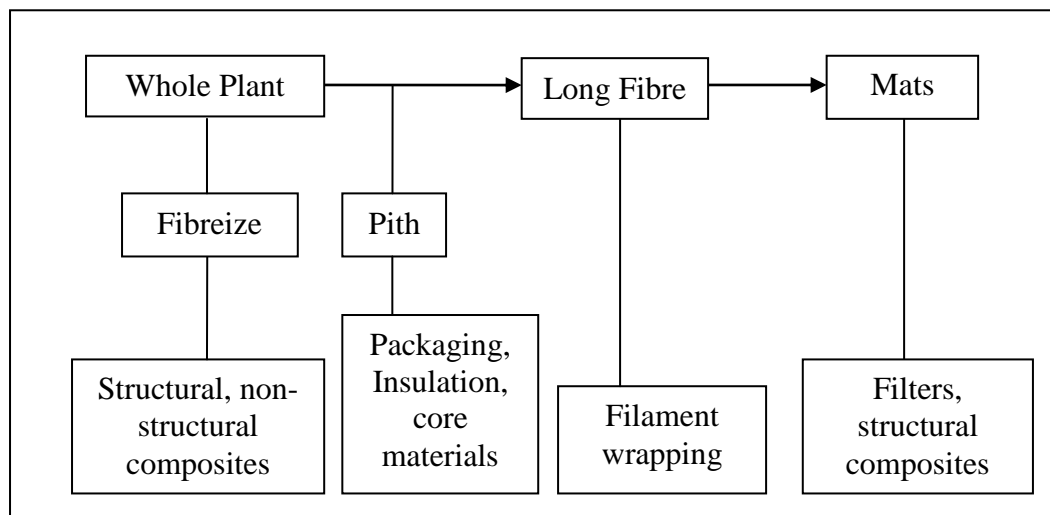 Whole Plant
Long Fibre
Mats
Fibreize
Pith
Structural, non-
structural
composites
Packaging,
Insulation,
core
materials
Filament
wrapping
Filters,
structural
composites